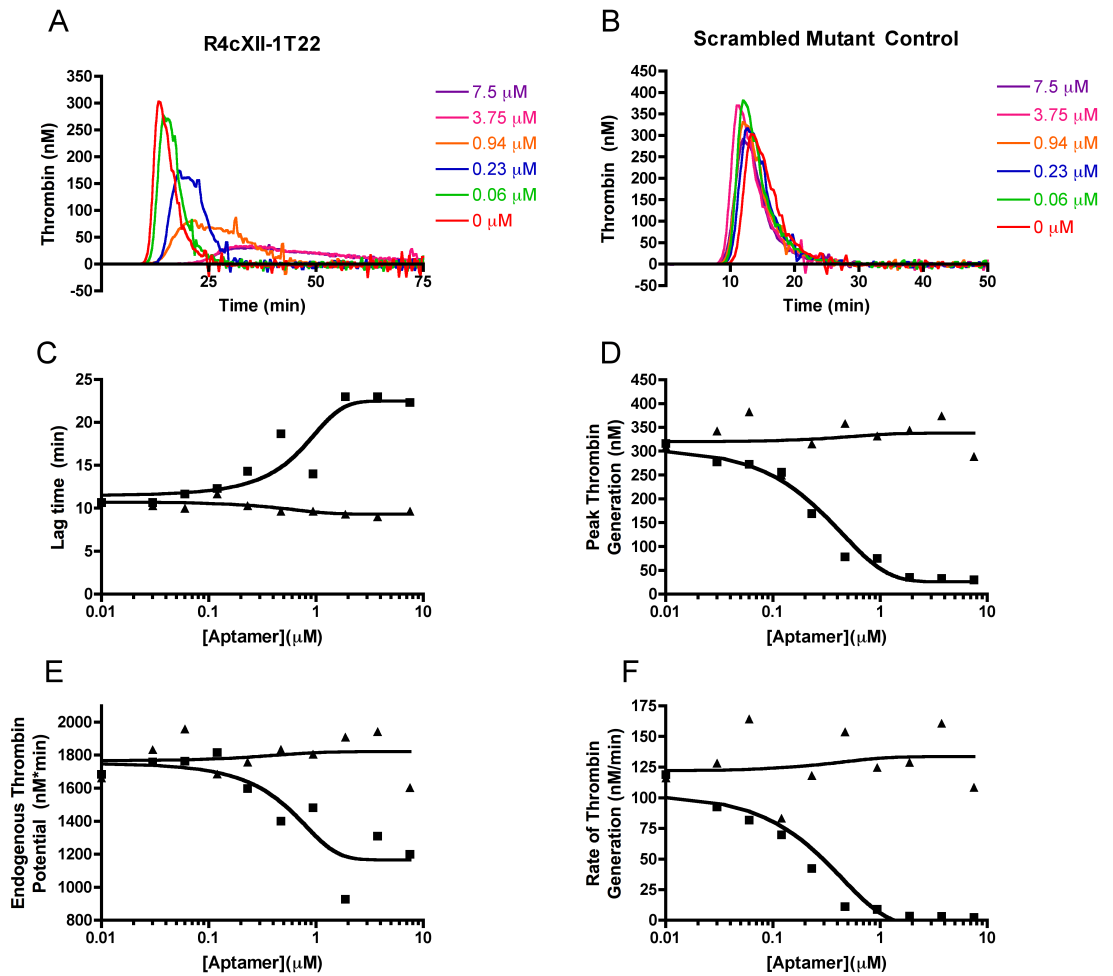 A
R4cXII-1T22
Thrombin (nM)
350
300
250
200
150
100
50
0
-50
25
50
75
Time (min)
7.5 μM
3.75 μM
0.94 μM
0.23 μM
0.06 μM
0 μM
B
Scrambled Mutant Control
Thrombin (nM)
450
400
350
300
250
200
150
100
50
0
-50
10
20
30
40
50
Time (min)
7.5 μM
3.75 μM
0.94 μM
0.23 μM
0.06 μM
0 μM
C
Lag time (min)
25
20
15
10
5
0
0.01
0.1
1
10
[Aptamer](μM)
D
Peak Thrombin
Generation (nM)
450
400
350
300
250
200
150
100
50
0
0.01
0.1
1
10
[Aptamer](μM)
E
Endogenous Thrombin
Potential (nM*min)
2000
1800
1600
1400
1200
1000
800
0.01
0.1
1
10
[Aptamer](μM)
F
Rate of Thrombin
Generation (nM/min)
175
150
125
100
75
50
25
0
0.01
0.1
1
10
[Aptamer](μM)